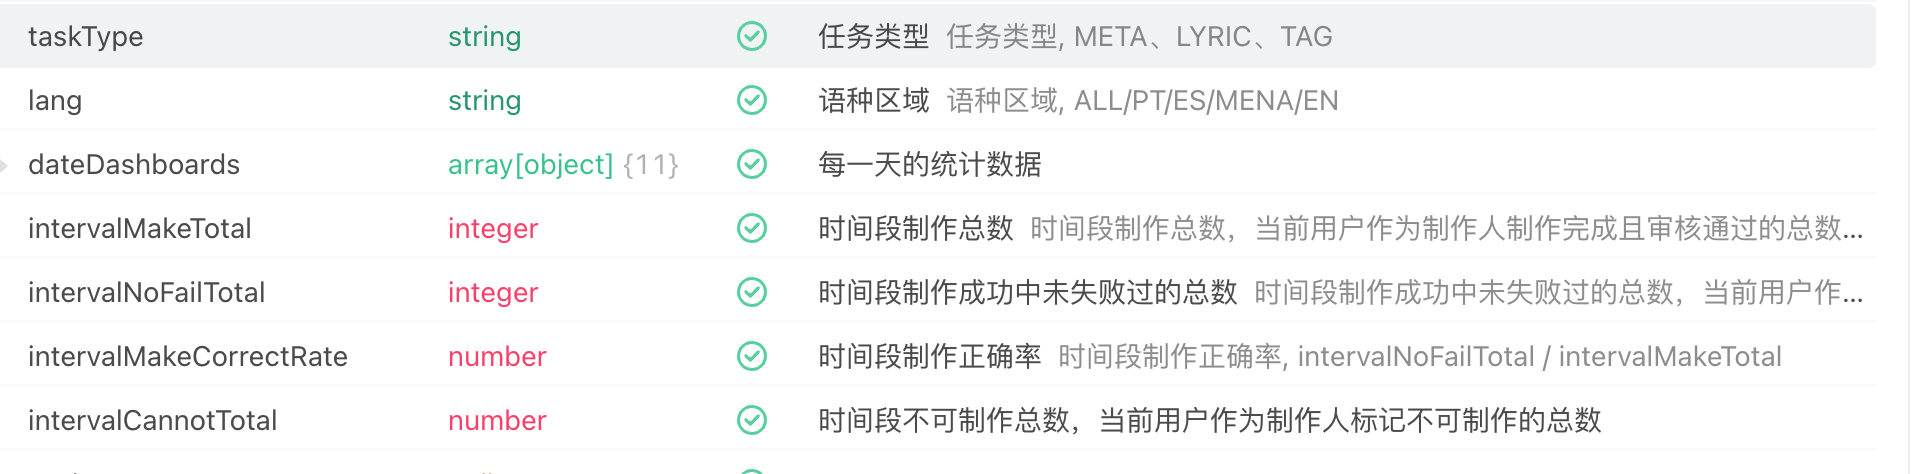 taskType string 任务类型 任务类型, META、LYRIC、TAG
lang string 语种区域 语种区域, ALL/PT/ES/MENA/EN
dateDashboards array[object] {11} 每一天的统计数据
intervalMakeTotal integer 时间段制作总数 时间段制作总数，当前用户作为制作人制作完成且审核通过的总数...
intervalNoFailTotal integer 时间段制作成功中未失败过的总数 时间段制作成功中未失败过的总数，当前用户作...
intervalMakeCorrectRate number 时间段制作正确率 时间段制作正确率, intervalNoFailTotal / intervalMakeTotal
intervalCannotTotal number 时间段不可制作总数，当前用户作为制作人标记不可制作的总数